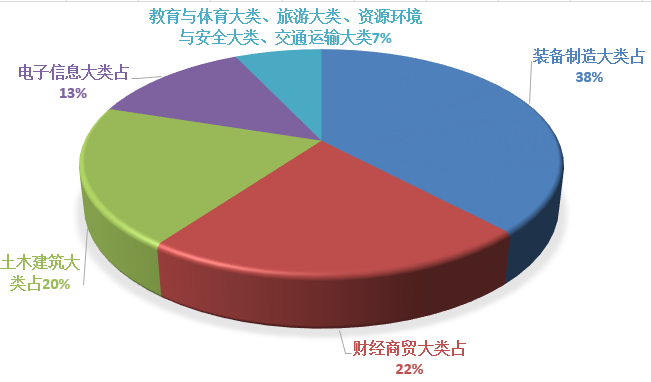 教育与体育大类、旅游大类、资源环境
与安全大类、交通运输大类7%
装备制造大类占
38%
电子信息大类占
13%
土木建筑大
类占20%
财经商贸大类占
22%